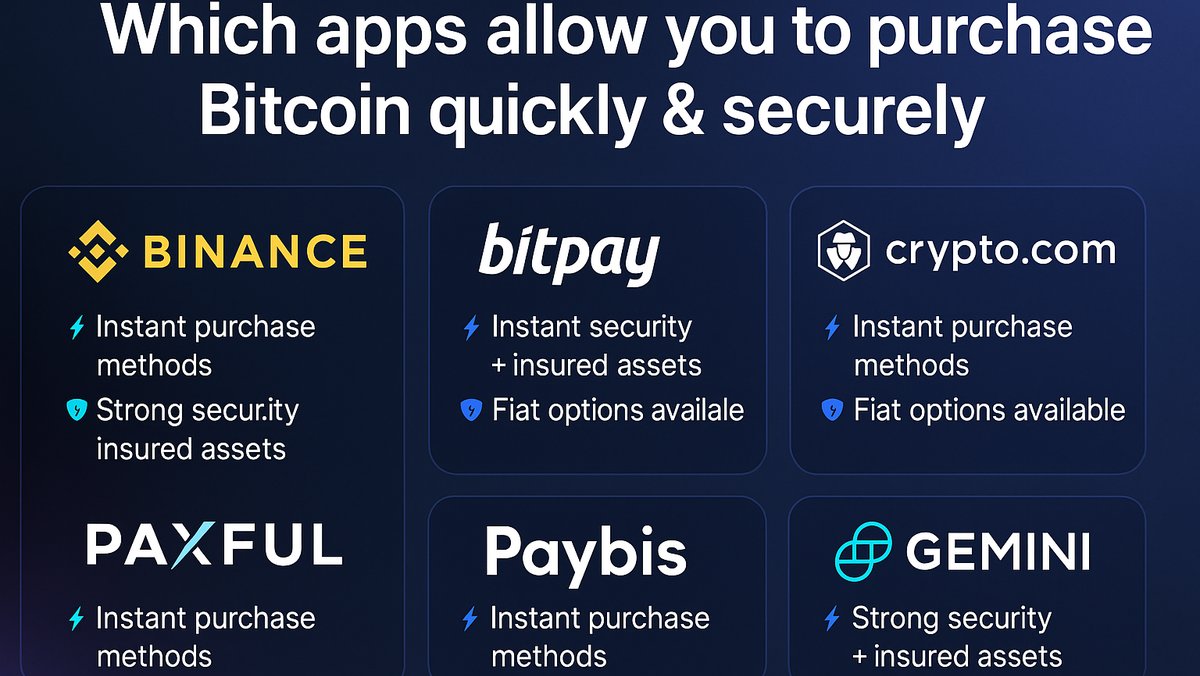 Which apps allow you to purchase
Bitcoin quickly & securely
BINANCE
Instant purchase
methods
Strong secur.ity
insured assets
bitpay
Instant security
+ insured assets
Fiat options availale
crypto.com
Instant purchase
methods
Fiat options available
PAXFUL
Instant purchase
methods
Paybis
Instant purchase
methods
GEMINI
Strong security
+ insured assets